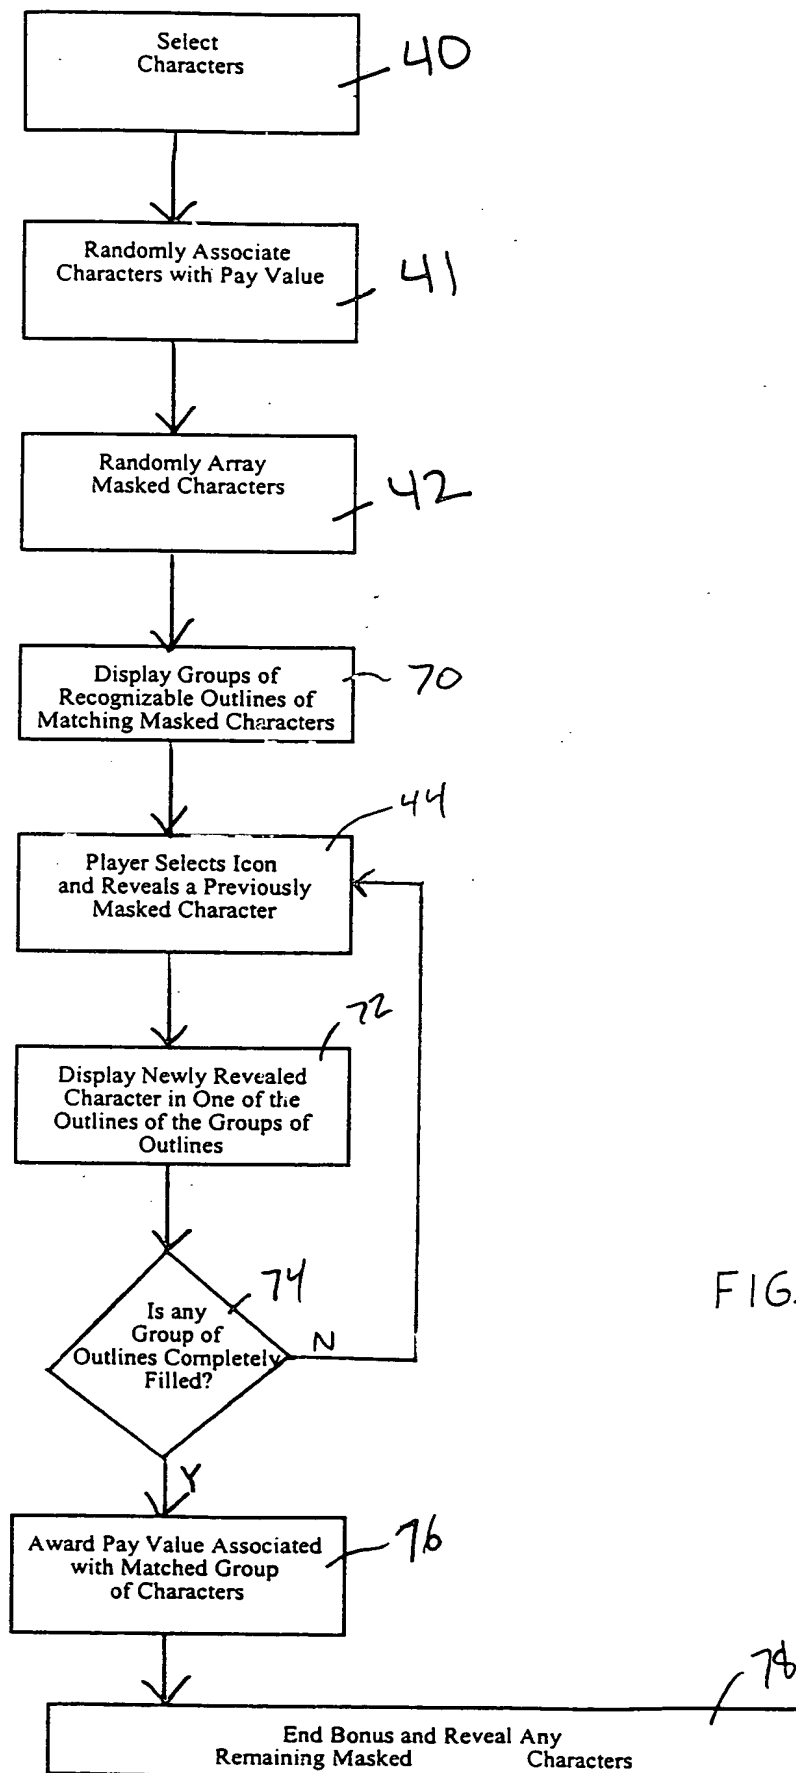 Select
Characters
40
Randomly Associate
Characters with Pay Value
41
Randomly Array
Masked Characters
42
Display Groups of
Recognizable Outlines of
Matching Masked Characters
70
44
Player Selects Icon
and Reveals a Previously
Masked Character
72
Display Newly Revealed
Character in One of the
Outlines of the Groups of
Outlines
74
Is any
Group of
Outlines Completely
Filled?
N
FIG.
Y
Award Pay Value Associated
with Matched Group
of Characters
76
78
End Bonus and Reveal Any
Remaining Masked Characters